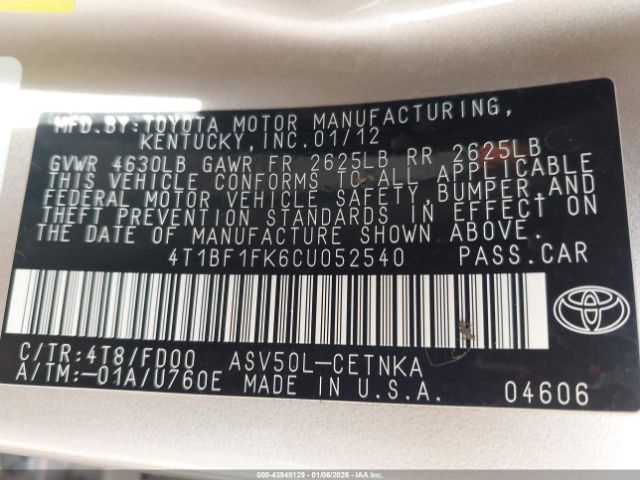 MFD. BY: TOYOTA MOTOR MANUFACTURING,
KENTUCKY, INC. 01/12
GVWR 4630LB GAWR FR 2625LB RR 2625LB
THIS VEHICLE CONFORMS TO ALL APPLICABLE
FEDERAL MOTOR VEHICLE SAFETY, BUMPER, AND
THEFT PREVENTION STANDARDS IN EFFECT ON
THE DATE OF MANUFACTURE SHOWN ABOVE.
4T1BF1FK6CU052540 PASS.CAR
C/TR:4T8/FD00 ASV50L-CETNKA
A/TM:-01A/U760E MADE IN U.S.A. 04606
000-43948129 - 01/06/2026 - IAAI.COM